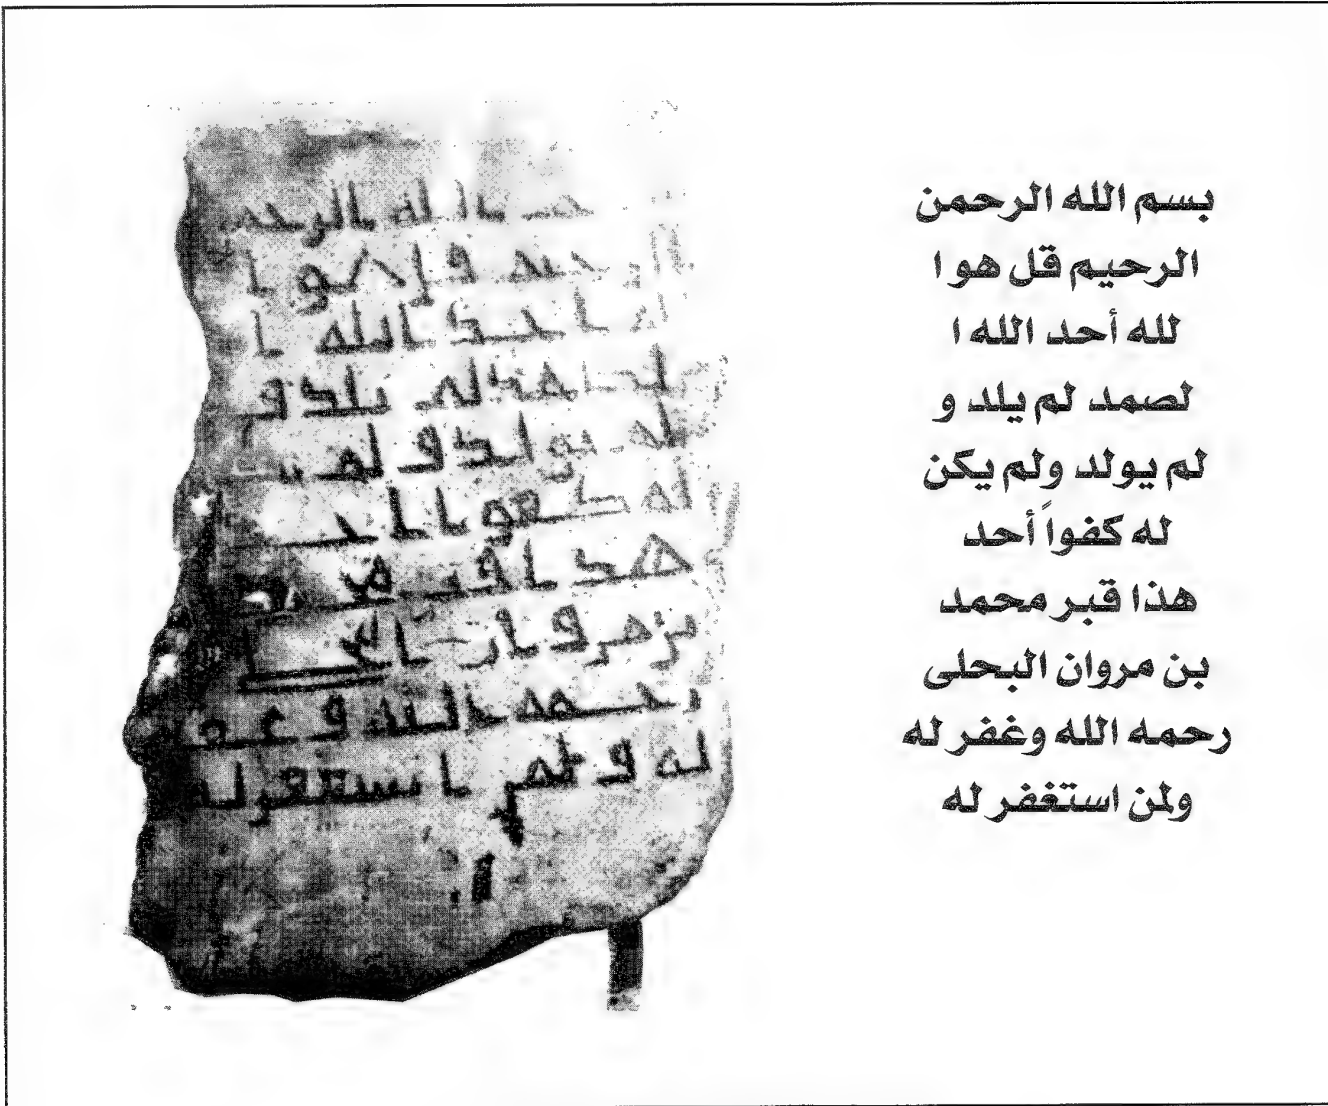 بسم الله الرحمن
الرحيم قل هو ا
لله أحد الله ا
لصمد لم يلد و
لم يولد ولم يكن
له كفواً أحد
هذا قبر محمد
بن مروان البحلى
رحمه الله وغفر له
ولمن استغفر له